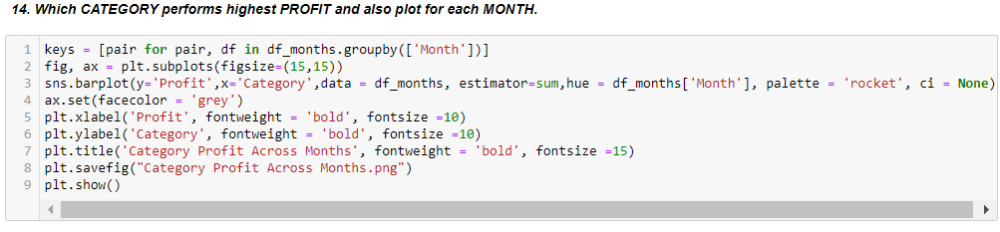 14. Which CATEGORY performs highest PROFIT and also plot for each MONTH.
1 keys = [pair for pair, df in df_months.groupby(['Month'])]
2 fig, ax = plt.subplots(figsize=(15,15))
3 sns.barplot(y='Profit',x='Category',data = df_months, estimator=sum,hue = df_months['Month'], palette = 'rocket', ci = None)
4 ax.set(facecolor = 'grey')
5 plt.xlabel('Profit', fontweight = 'bold', fontsize =10)
6 plt.ylabel('Category', fontweight = 'bold', fontsize =10)
7 plt.title('Category Profit Across Months', fontweight = 'bold', fontsize =15)
8 plt.savefig("Category Profit Across Months.png")
9 plt.show()